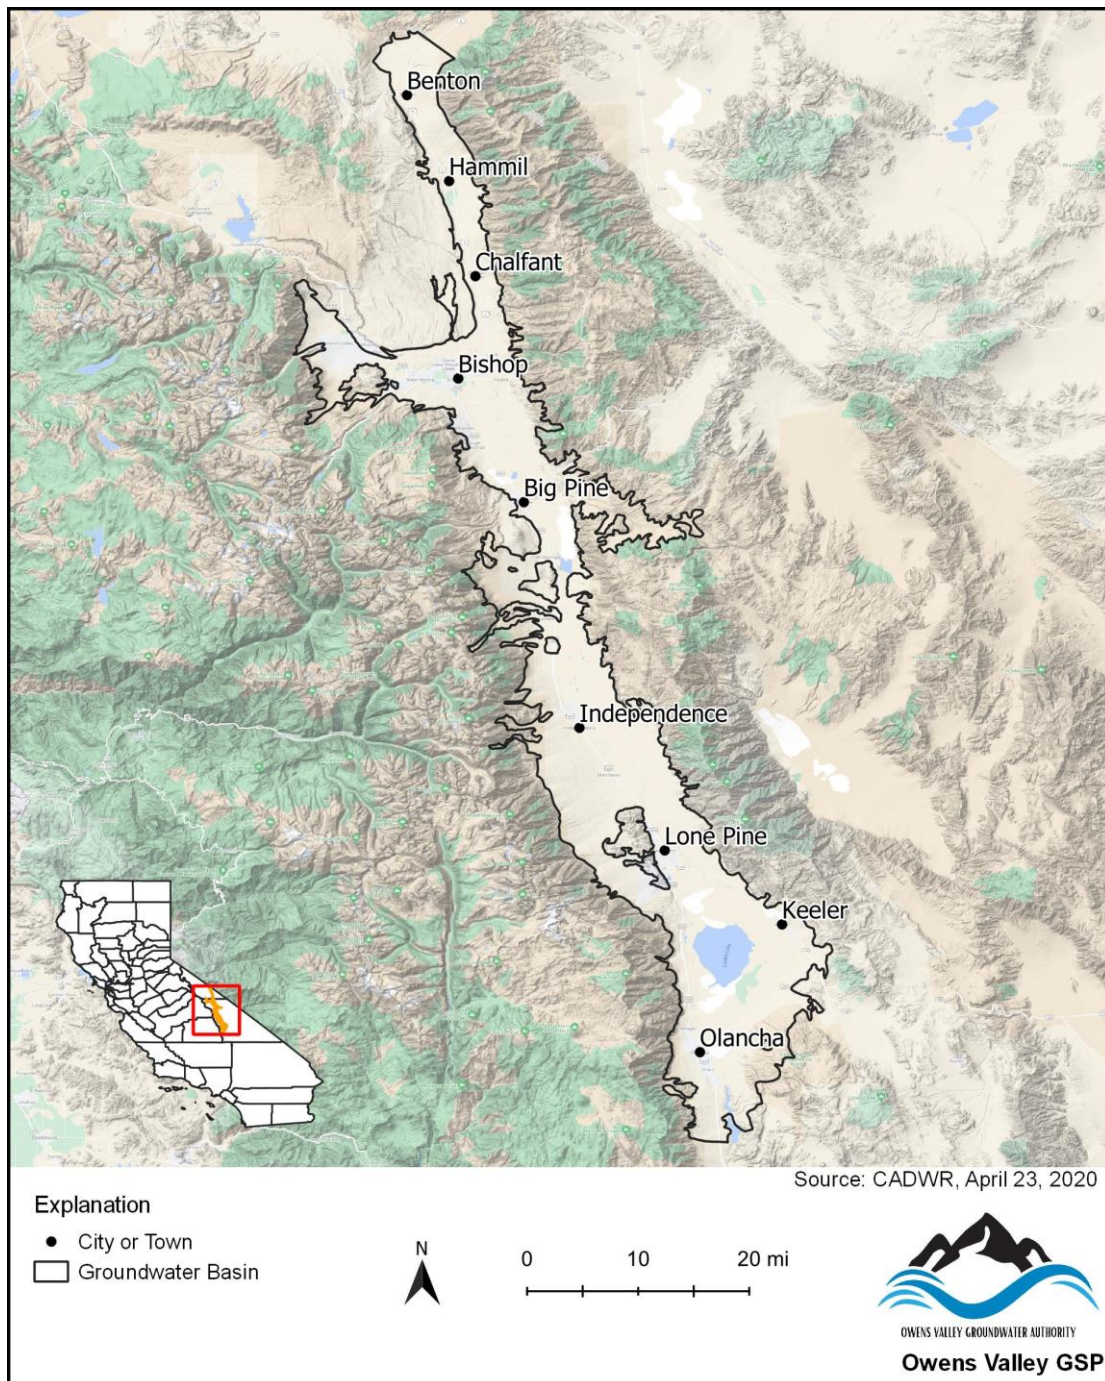 Benton
Hammil
Chalfant
Bishop
Big Pine
Independence
Lone Pine
Keeler
Olancha
Source: CADWR, April 23, 2020
Explanation
City or Town
Groundwater Basin
N
0 10 20 mi
OWENS VALLEY GROUNDWATER AUTHORITY
Owens Valley GSP